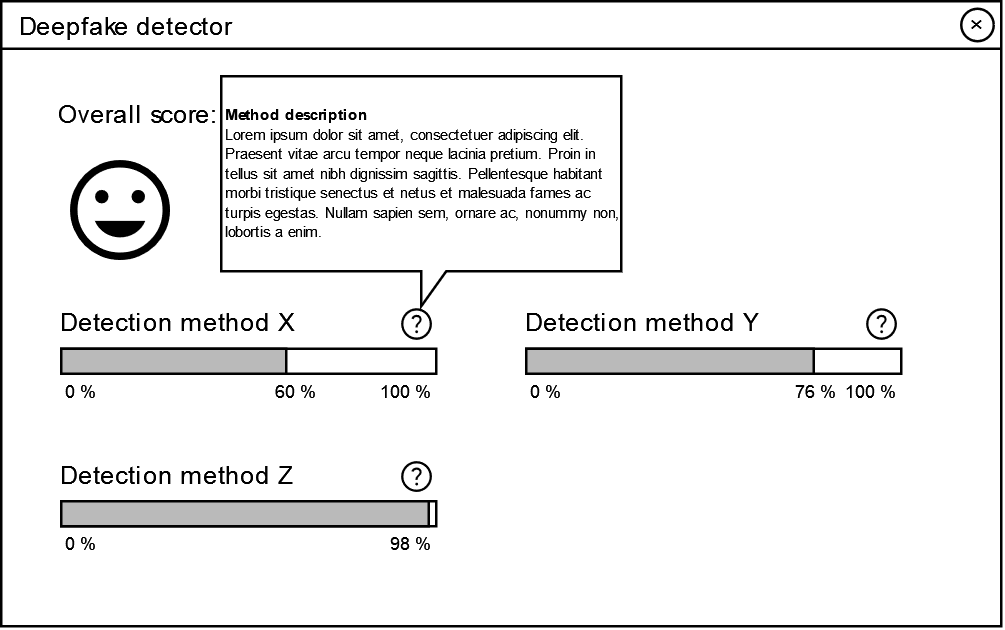 Deepfake detector
×
Overall score:
Method description
Lorem ipsum dolor sit amet, consectetuer adipiscing elit.
Praesent vitae arcu tempor neque lacinia pretium. Proin in
tellus sit amet nibh dignissim sagittis. Pellentesque habitant
morbi tristique senectus et netus et malesuada fames ac
turpis egestas. Nullam sapien sem, ornare ac, nonummy non,
lobortis a enim.
Detection method X
?
0 % 60 % 100 %
Detection method Y
?
0 % 76 % 100 %
Detection method Z
?
0 % 98 %